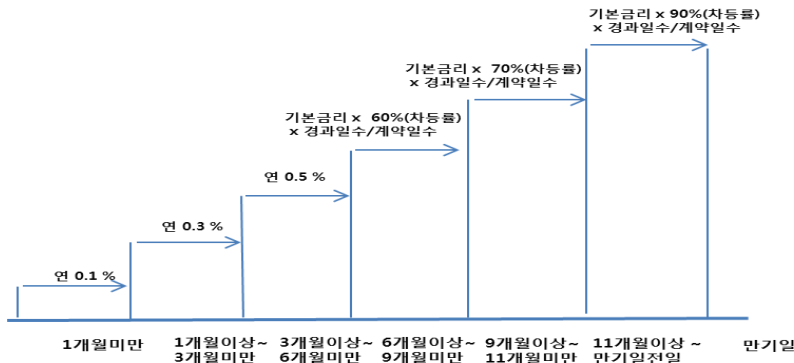 기본금리 x 90%(차등률)
x 경과일수/계약일수
기본금리 x 70%(차등률)
x 경과일수/계약일수
기본금리 x 60%(차등률)
x 경과일수/계약일수
연 0.5 %
연 0.3 %
연 0.1 %
1개월미만
1개월이상~
3개월미만
3개월이상~
6개월미만
6개월이상~
9개월미만
9개월이상~
11개월미만
11개월이상 ~
만기일전일
만기일